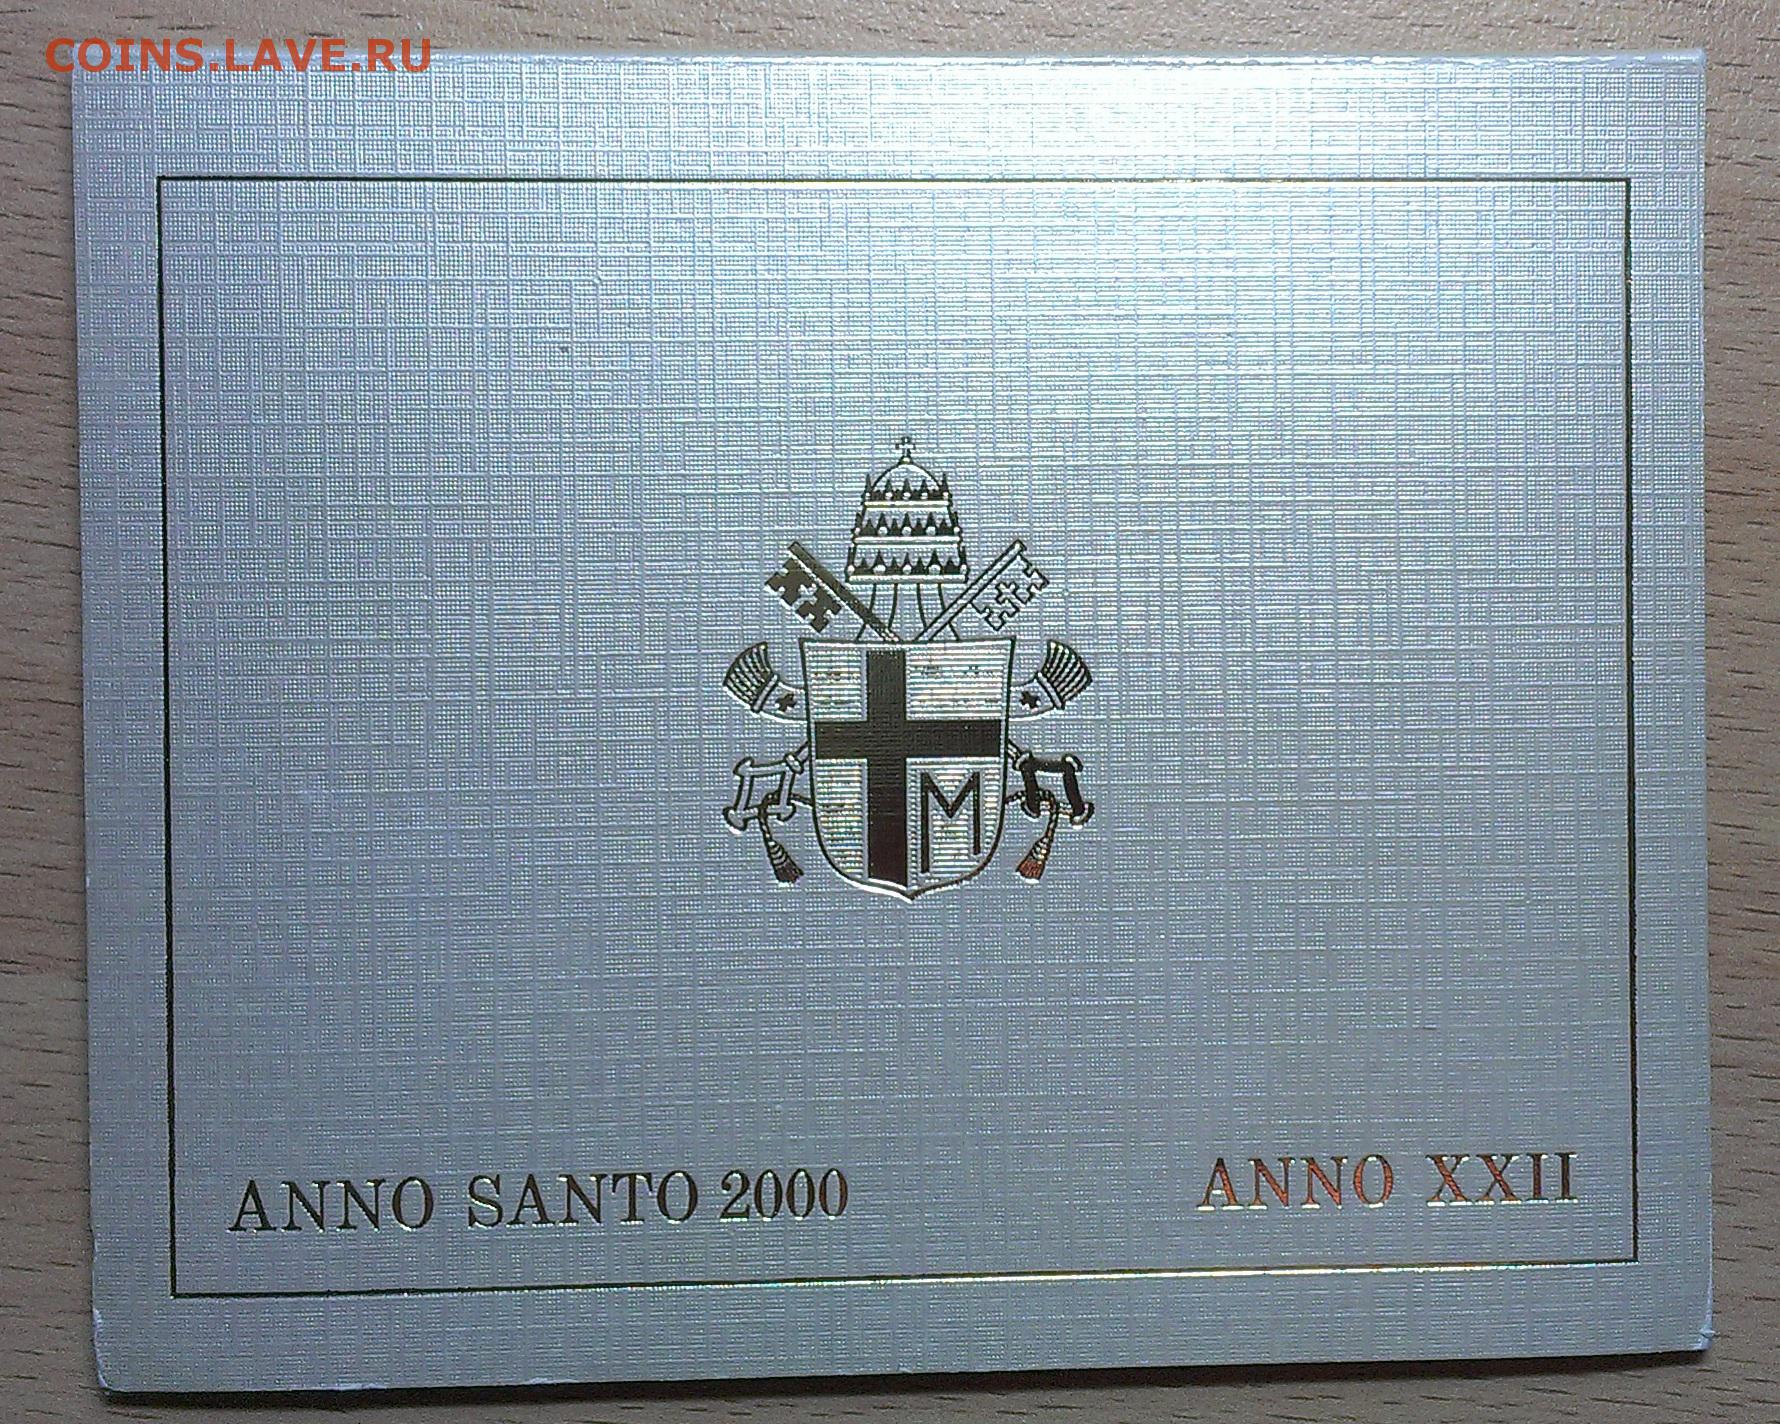 COINS.LAVE.RU
M
ANNO SANTO 2000
ANNO XXII